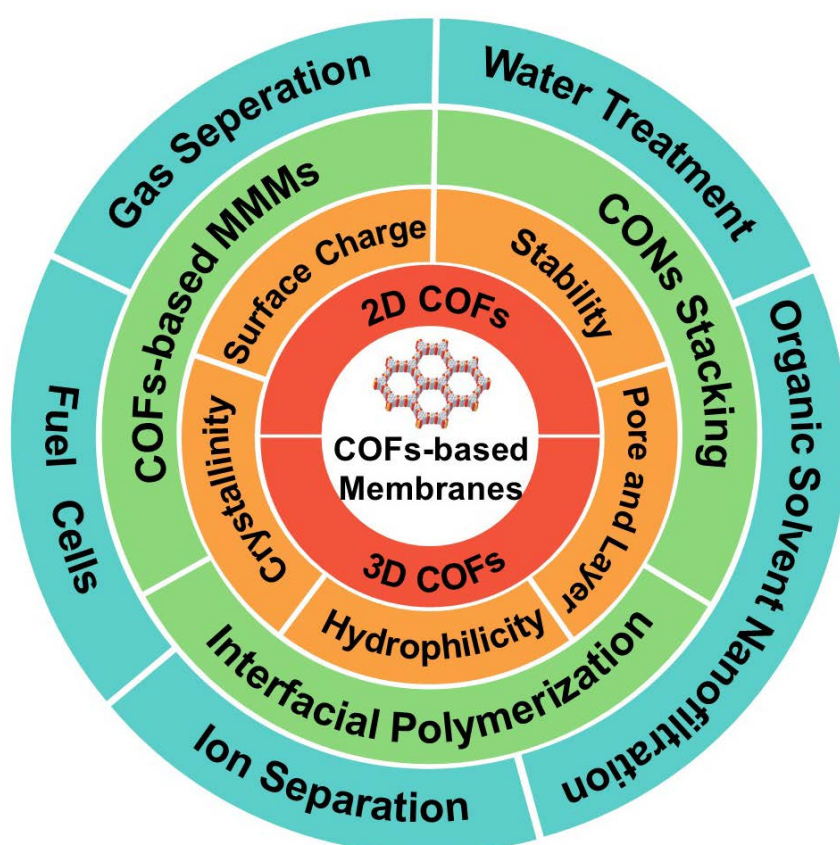 COFs-based
Membranes
2D COFs
3D COFs
Surface Charge
Stability
Pore and Layer
Hydrophilicity
Crystallinity
COFs-based MMMs
CONs Stacking
Interfacial Polymerization
Gas Seperation
Water Treatment
Organic Solvent Nanofiltration
Ion Separation
Fuel Cells